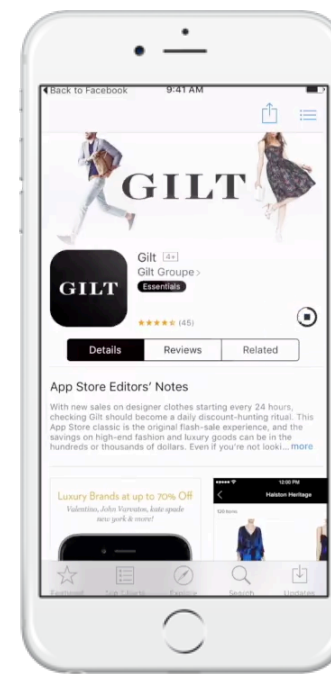 Back to Facebook
9:41 AM
GILT
Gilt 4+
Gilt Groupe >
Essentials
GILT
(45)
Details
Reviews
Related
App Store Editors' Notes
With new sales on designer clothes starting every 24 hours,
checking Gilt should become a daily discount-hunting ritual. This
App Store classic is the original flash-sale experience, and the
savings on high-end fashion and luxury goods can be in the
hundreds or thousands of dollars. Even if you're not looki... more
Luxury Brands at up to 70% Off
Valentino, John Varvatos, kate spade
new york & more!
12:00 PM
Halston Heritage
Featured
Explore
Search
Updates